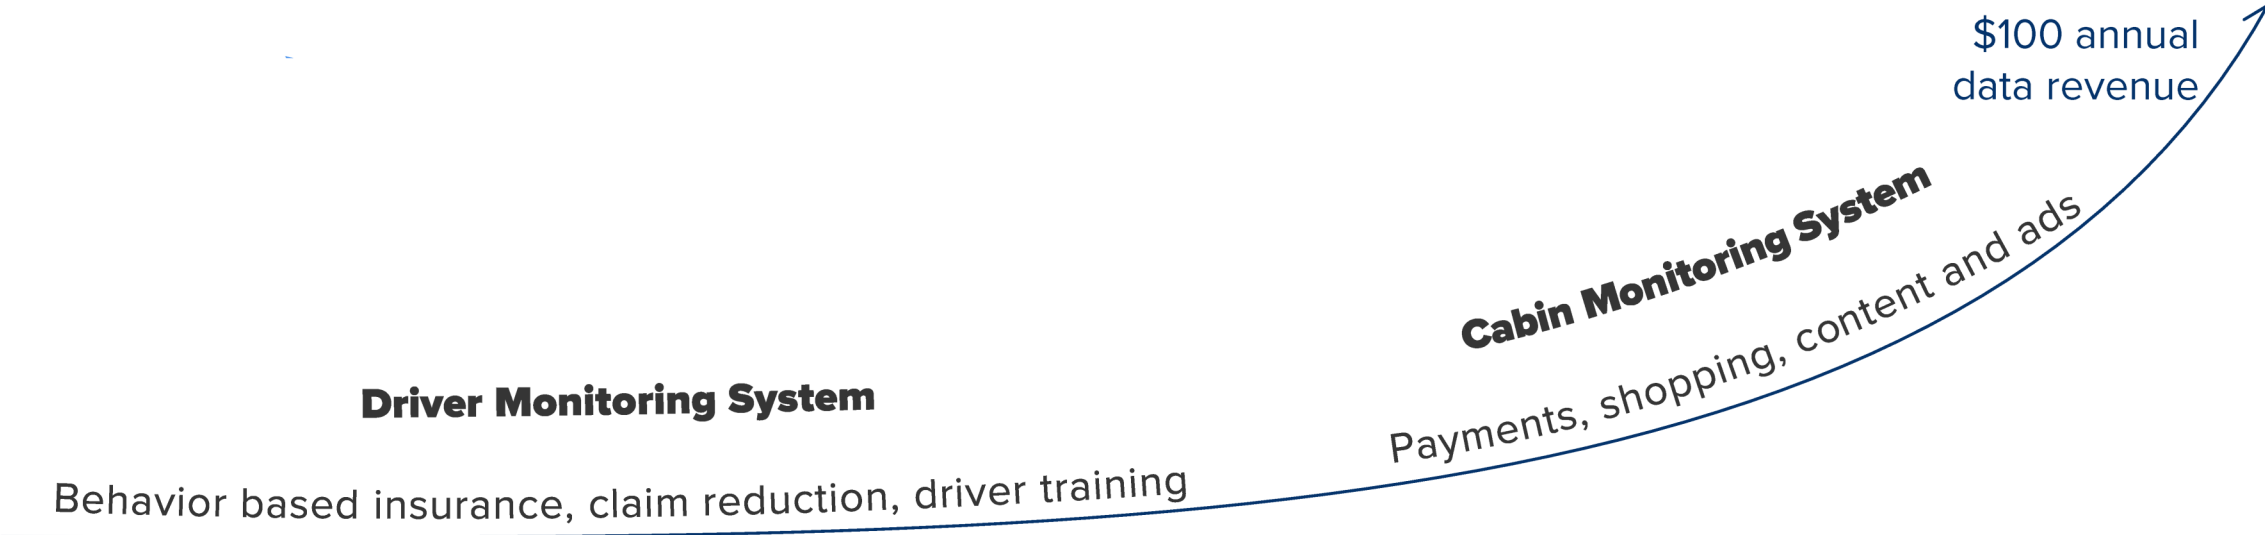 $100 annual
data revenue
Cabin Monitoring System
Payments, shopping, content and ads
Driver Monitoring System
Behavior based insurance, claim reduction, driver training